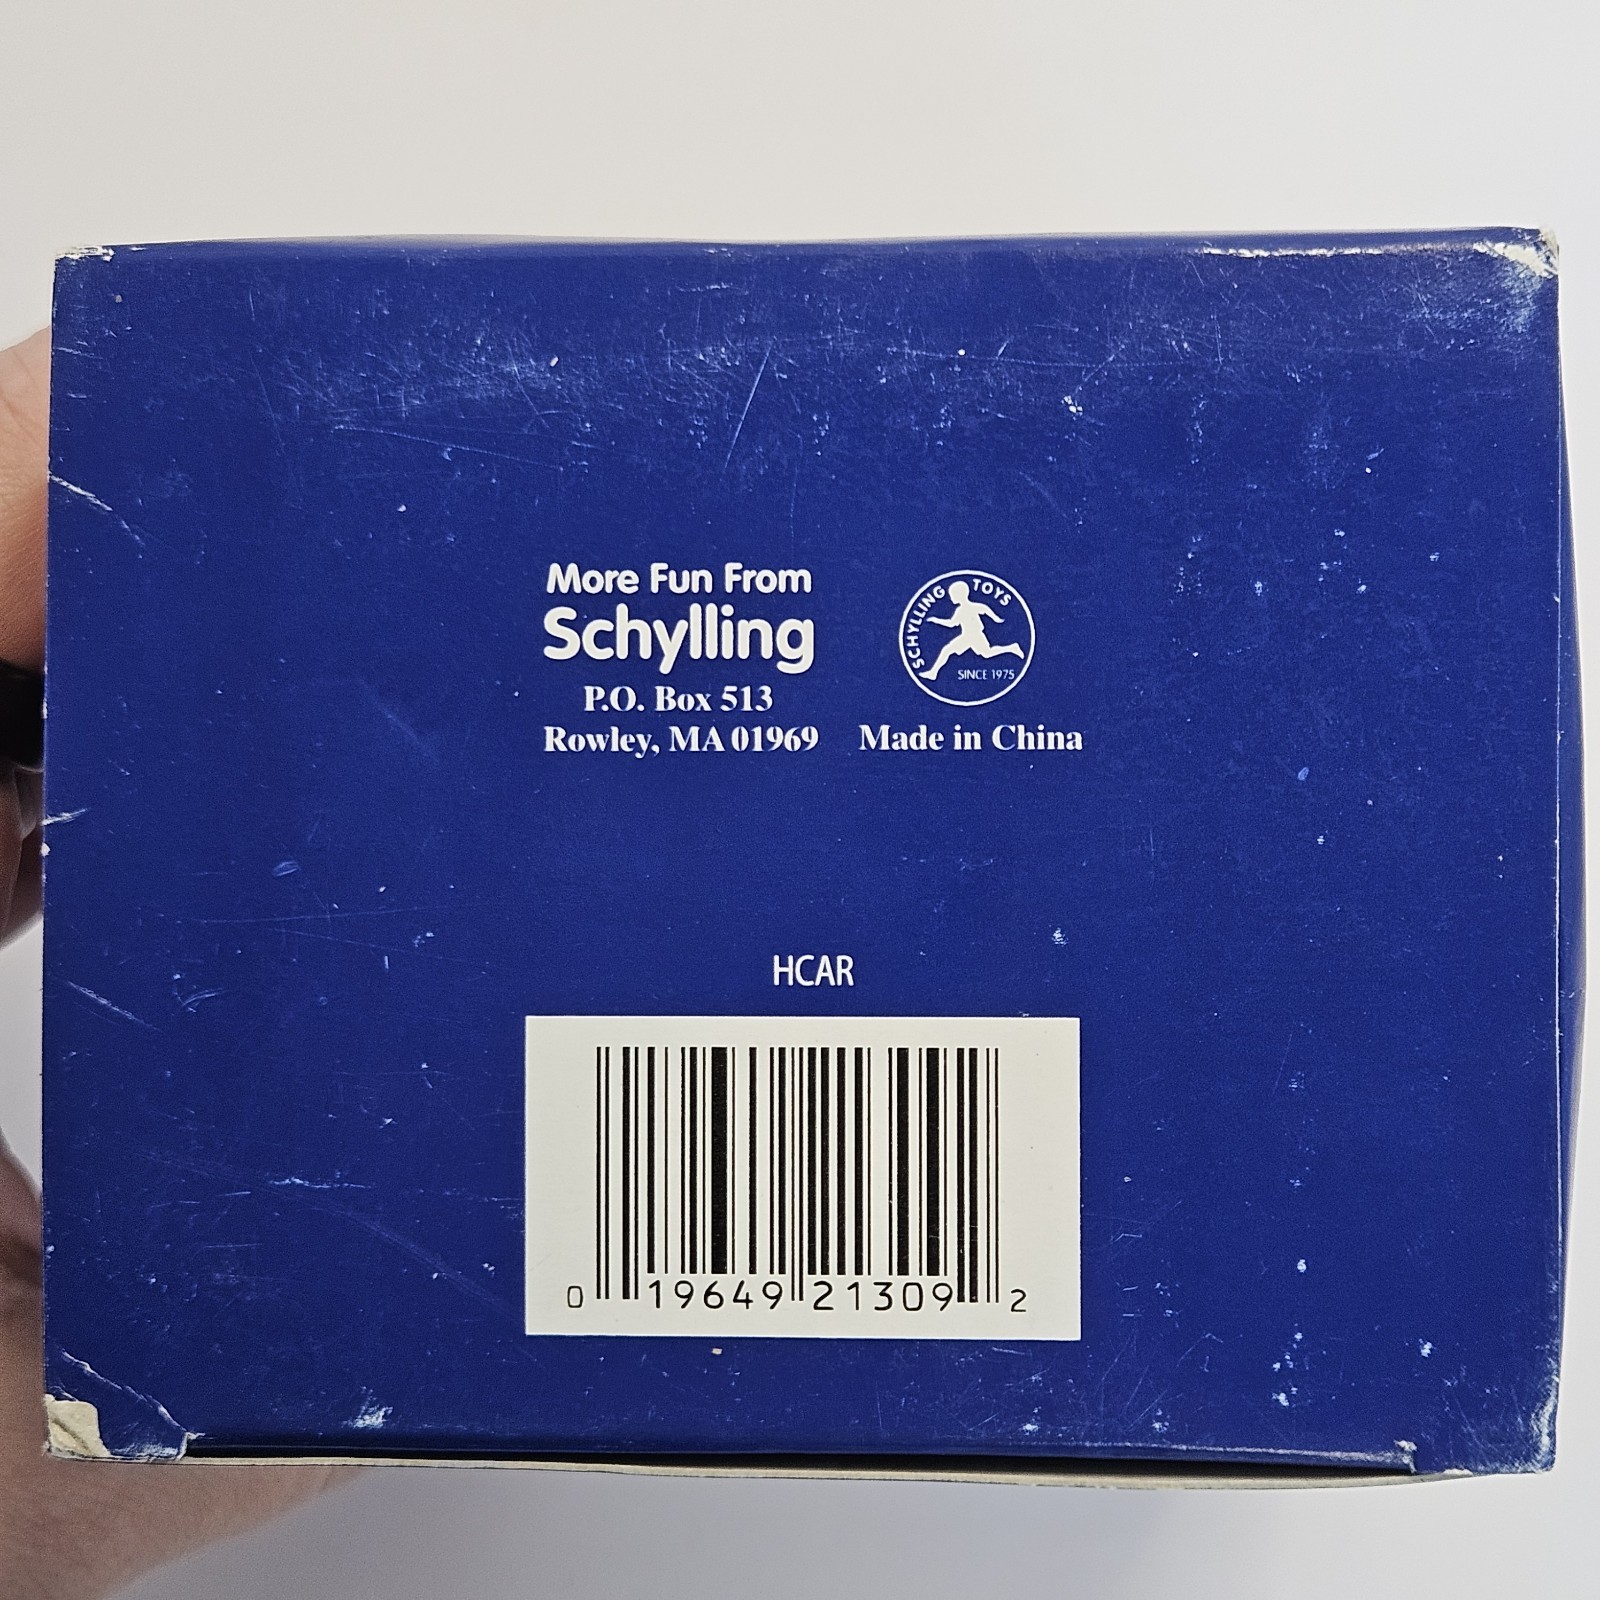 More Fun From
Schylling
P.O. Box 513
Rowley, MA 01969
SCHYLLING TOYS
SINCE 1975
Made in China
HCAR
0 19649 21309 2